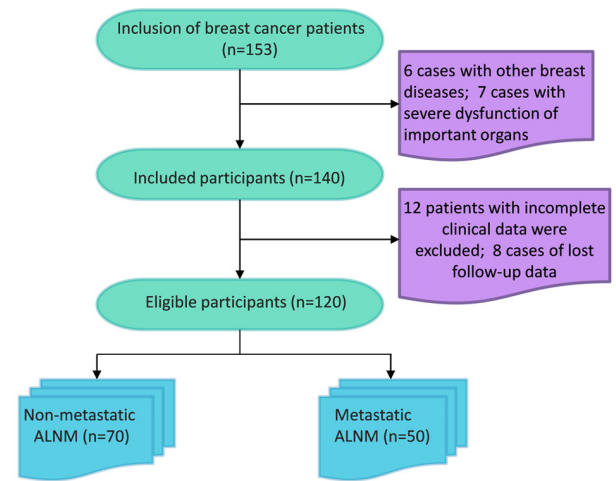 Inclusion of breast cancer patients
(n=153)
6 cases with other breast
diseases; 7 cases with
severe dysfunction of
important organs
Included participants (n=140)
12 patients with incomplete
clinical data were
excluded; 8 cases of lost
follow-up data
Eligible participants (n=120)
Non-metastatic
ALNM (n=70)
Metastatic
ALNM (n=50)